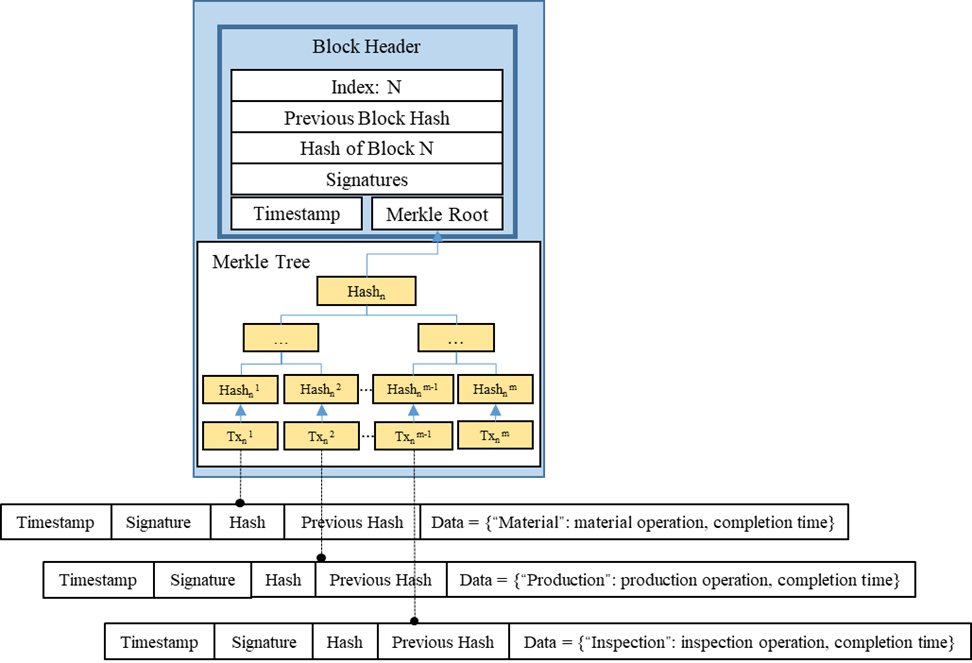 Block Header
Index: N
Previous Block Hash
Hash of Block N
Signatures
Timestamp Merkle Root
Merkle Tree
Hashₙ
... ...
Hashₙ¹ Hashₙ² ... Hashₙᵐ⁻¹ Hashₙᵐ
Txₙ¹ Txₙ² ... Txₙᵐ⁻¹ Txₙᵐ
Timestamp Signature Hash Previous Hash Data = {“Material”: material operation, completion time}
Timestamp Signature Hash Previous Hash Data = {“Production”: production operation, completion time}
Timestamp Signature Hash Previous Hash Data = {“Inspection”: inspection operation, completion time}